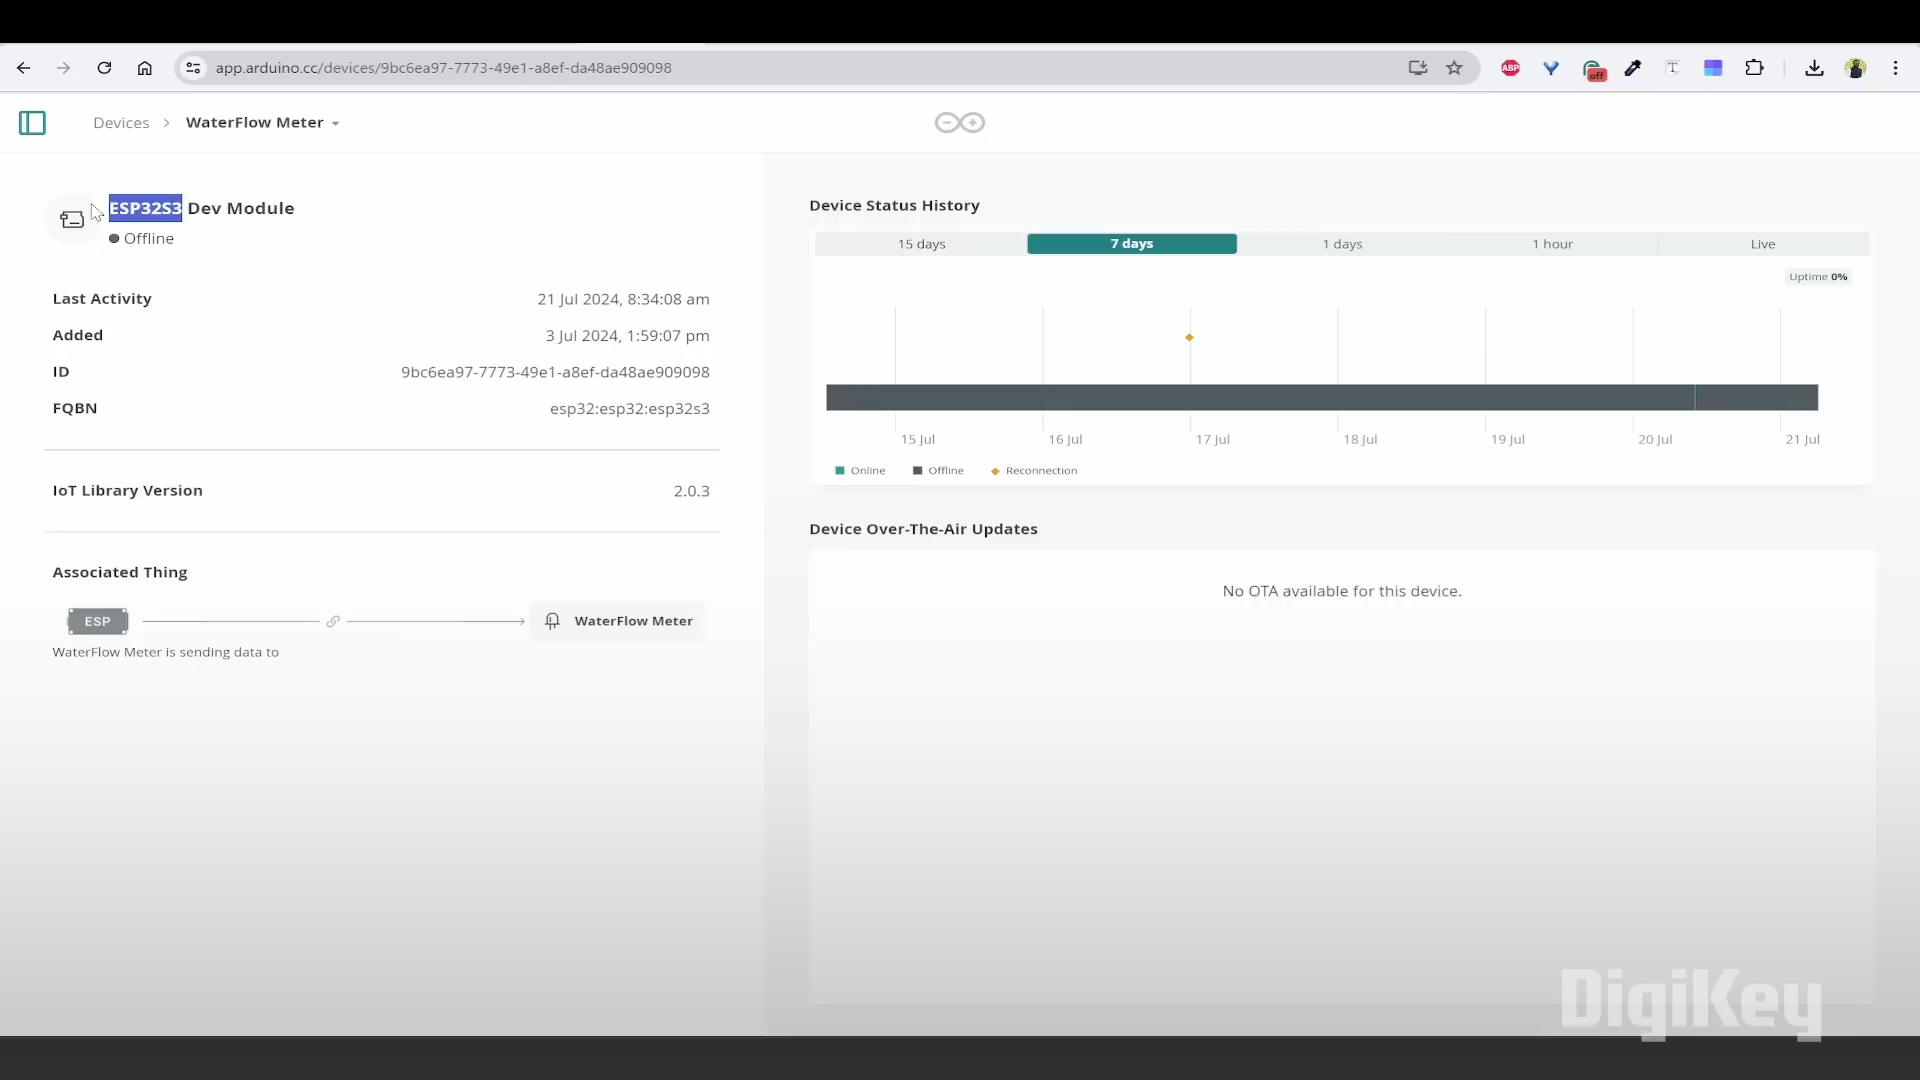 app.arduino.cc/devices/9bc6ea97-7773-49e1-a8ef-da48ae909098
ABP
off
T
Devices > WaterFlow Meter
ESP32S3 Dev Module
Offline
Last Activity 21 Jul 2024, 8:34:08 am
Added 3 Jul 2024, 1:59:07 pm
ID 9bc6ea97-7773-49e1-a8ef-da48ae909098
FQBN esp32:esp32:esp32s3
IoT Library Version 2.0.3
Associated Thing
ESP WaterFlow Meter
WaterFlow Meter is sending data to
Device Status History
15 days 7 days 1 days 1 hour Live
Uptime 0%
15 Jul 16 Jul 17 Jul 18 Jul 19 Jul 20 Jul 21 Jul
Online Offline Reconnection
Device Over-The-Air Updates
No OTA available for this device.
DigiKey